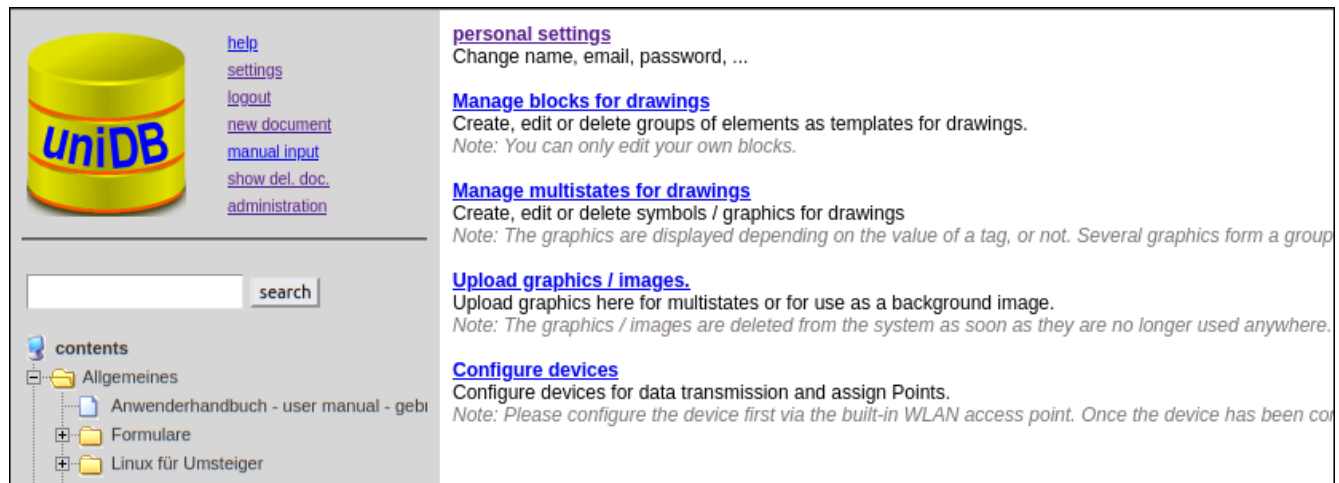 uniDB
help
settings
logout
new document
manual input
show del. doc.
administration
search
contents
Allgemeines
Anwenderhandbuch - user manual - geb
Formulare
Linux für Umsteiger
personal settings
Change name, email, password, ...
Manage blocks for drawings
Create, edit or delete groups of elements as templates for drawings.
Note: You can only edit your own blocks.
Manage multistates for drawings
Create, edit or delete symbols / graphics for drawings
Note: The graphics are displayed depending on the value of a tag, or not. Several graphics form a group
Upload graphics / images.
Upload graphics here for multistates or for use as a background image.
Note: The graphics / images are deleted from the system as soon as they are no longer used anywhere.
Configure devices
Configure devices for data transmission and assign Points.
Note: Please configure the device first via the built-in WLAN access point. Once the device has been